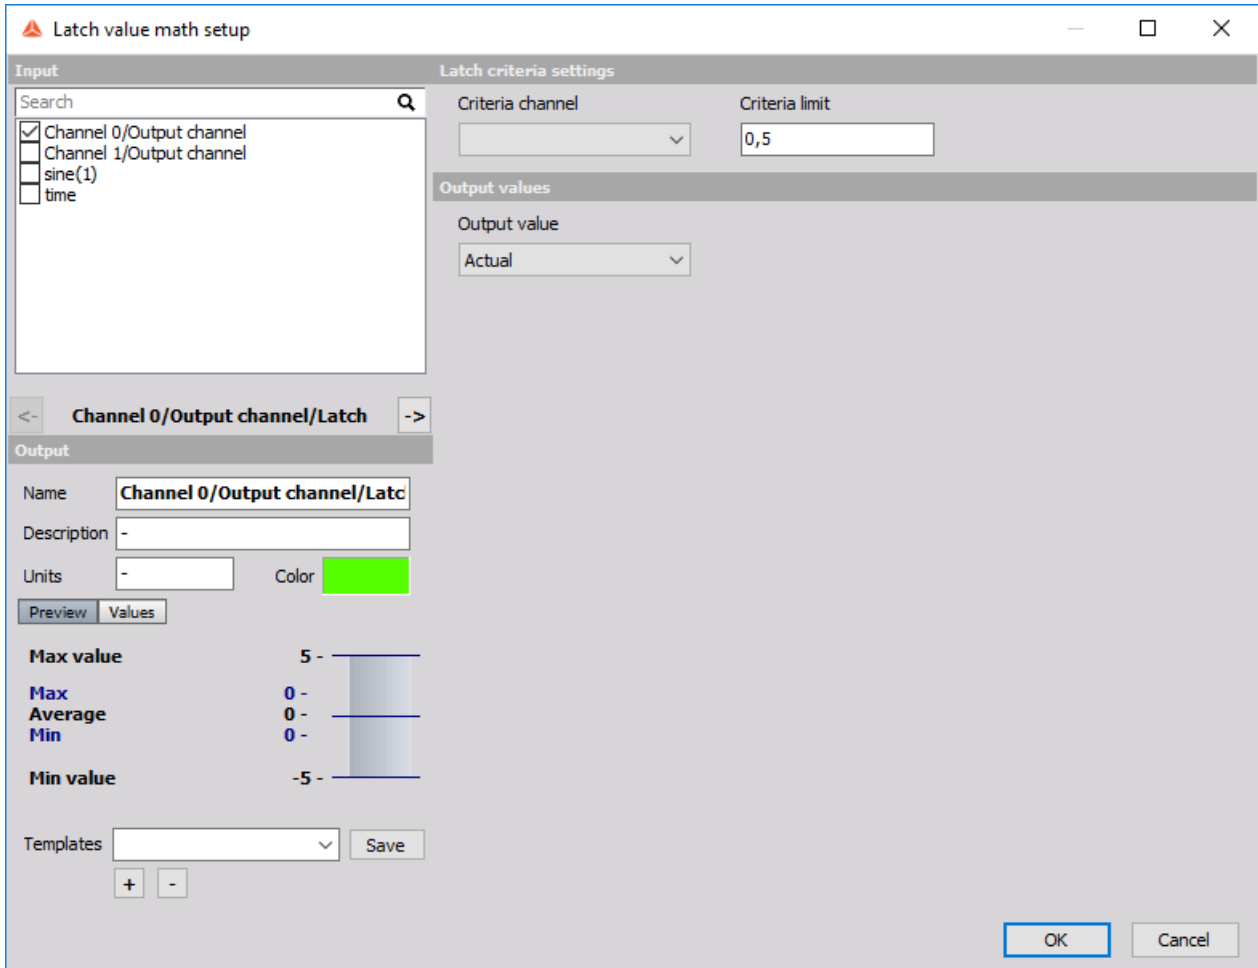 Latch value math setup
Input
Search
Channel 0/Output channel
Channel 1/Output channel
sine(1)
time
<- Channel 0/Output channel/Latch ->
Output
Name Channel 0/Output channel/Latc
Description -
Units - Color
Preview Values
Max value 5 -
Max 0 -
Average 0 -
Min 0 -
Min value -5 -
Templates Save
+ -
Latch criteria settings
Criteria channel Criteria limit
0,5
Output values
Output value
Actual
OK Cancel